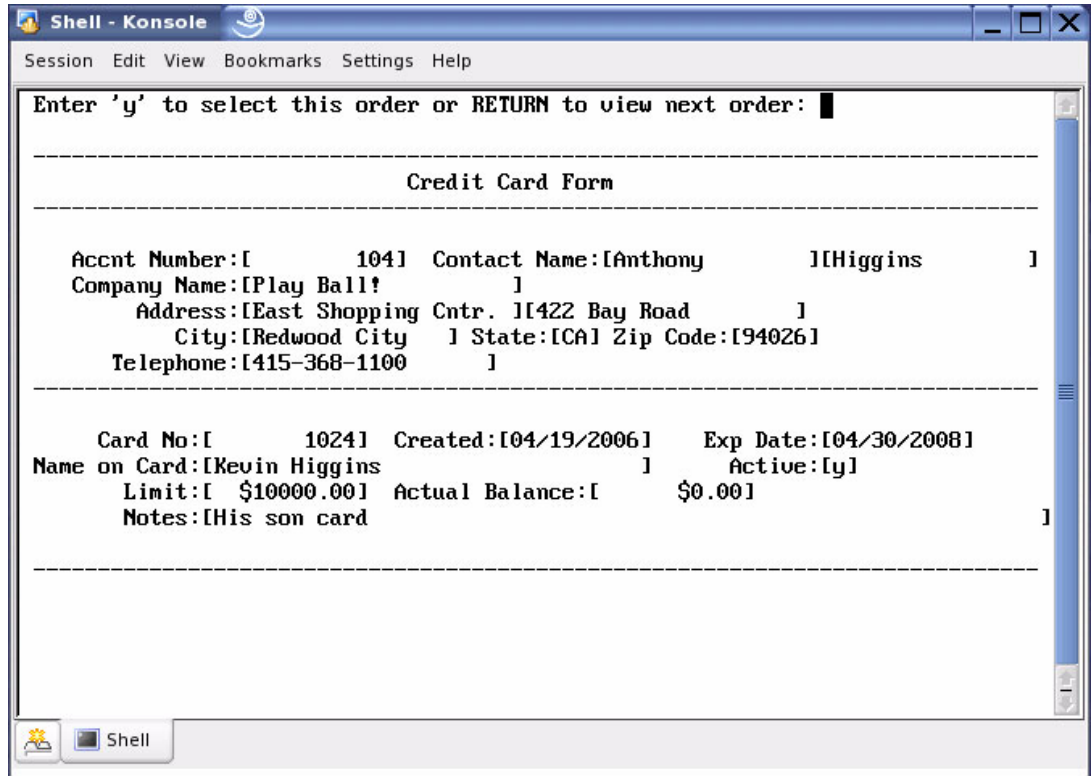 Shell - Konsole
Session Edit View Bookmarks Settings Help
Enter 'y' to select this order or RETURN to view next order:
--------------------------------------------------------------------------------
Credit Card Form
--------------------------------------------------------------------------------
Accnt Number:[ 104] Contact Name:[Anthony ][Higgins ]
Company Name:[Play Ball! ]
Address:[East Shopping Cntr. ][422 Bay Road ]
City:[Redwood City ] State:[CA] Zip Code:[94026]
Telephone:[415-368-1100 ]
--------------------------------------------------------------------------------
Card No:[ 1024] Created:[04/19/2006] Exp Date:[04/30/2008]
Name on Card:[Kevin Higgins ] Active:[y]
Limit:[ $10000.00] Actual Balance:[ $0.00]
Notes:[His son card ]
--------------------------------------------------------------------------------
Shell